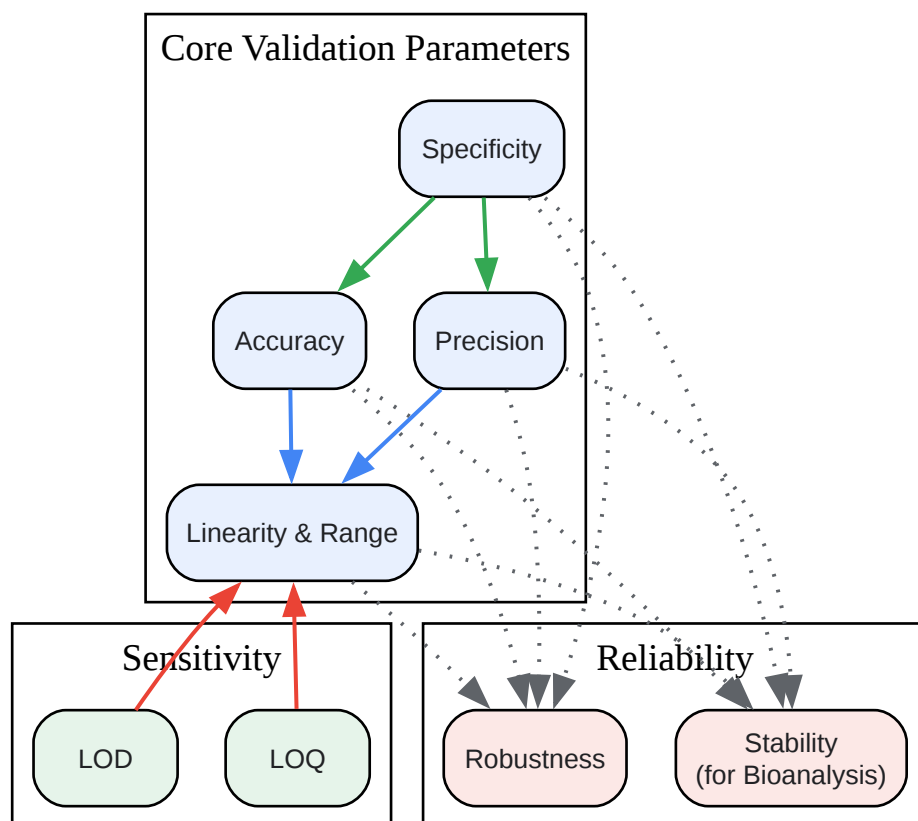 Core Validation Parameters
Specificity
Accuracy
Precision
Linearity & Range
Sensitivity
Reliability
LOD
LOQ
Robustness
Stability
(for Bioanalysis)